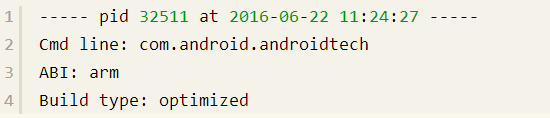 1 ----- pid 32511 at 2016-06-22 11:24:27 -----
2 Cmd line: com.android.androidtech
3 ABI: arm
4 Build type: optimized